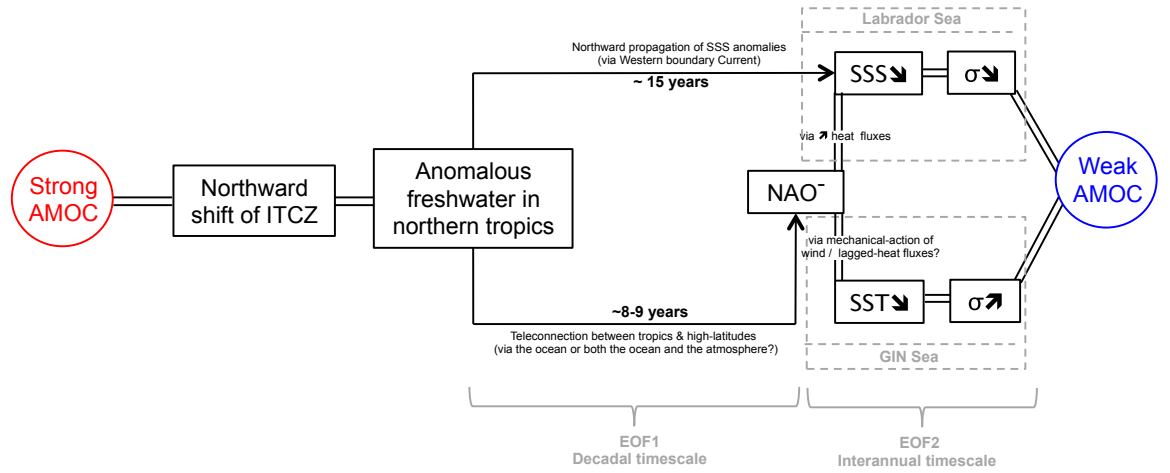 Labrador Sea
Northward propagation of SSS anomalies
(via Western boundary Current)
~ 15 years
SSS ⬊
σ ⬊
via ⬈ heat fluxes
Strong
AMOC
Northward
shift of ITCZ
Anomalous
freshwater in
northern tropics
NAO⁻
Weak
AMOC
via mechanical-action of
wind / lagged-heat fluxes?
~8-9 years
SST ⬊
σ ⬈
Teleconnection between tropics & high-latitudes
(via the ocean or both the ocean and the atmosphere?)
GIN Sea
EOF1
Decadal timescale
EOF2
Interannual timescale